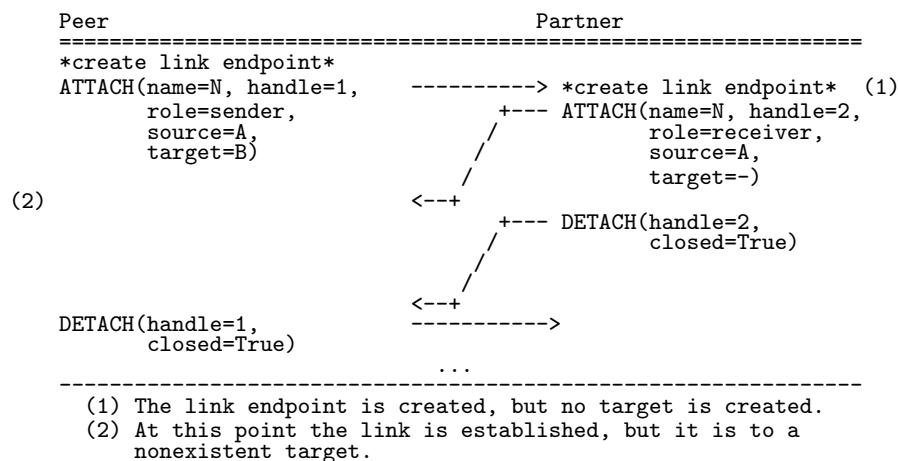 Peer Partner
================================================================
*create link endpoint*
ATTACH(name=N, handle=1, ----------> *create link endpoint* (1)
role=sender, +--- ATTACH(name=N, handle=2,
source=A, / role=receiver,
target=B) / source=A,
/ target=-)
(2) <--+
+--- DETACH(handle=2,
/ closed=True)
/
/
<--+
DETACH(handle=1, ----------->
closed=True)
...
----------------------------------------------------------------
(1) The link endpoint is created, but no target is created.
(2) At this point the link is established, but it is to a
nonexistent target.